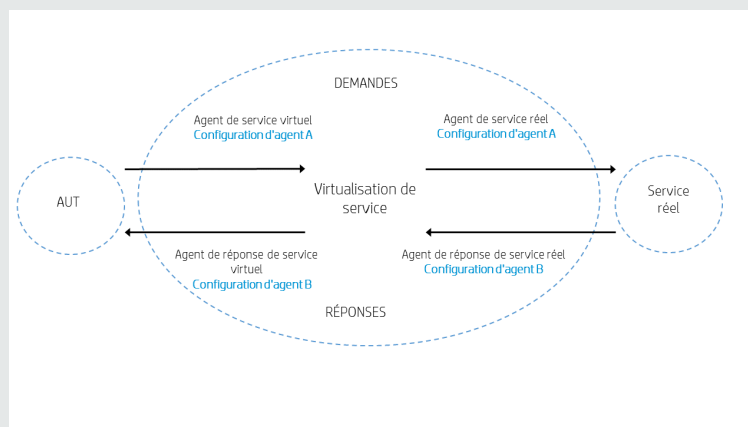 DEMANDES
Agent de service virtuel
Configuration d'agent A
Agent de service réel
Configuration d'agent A
AUT
Virtualisation de
service
Service
réel
Agent de réponse de service
virtuel
Configuration d'agent B
Agent de réponse de service réel
Configuration d'agent B
RÉPONSES